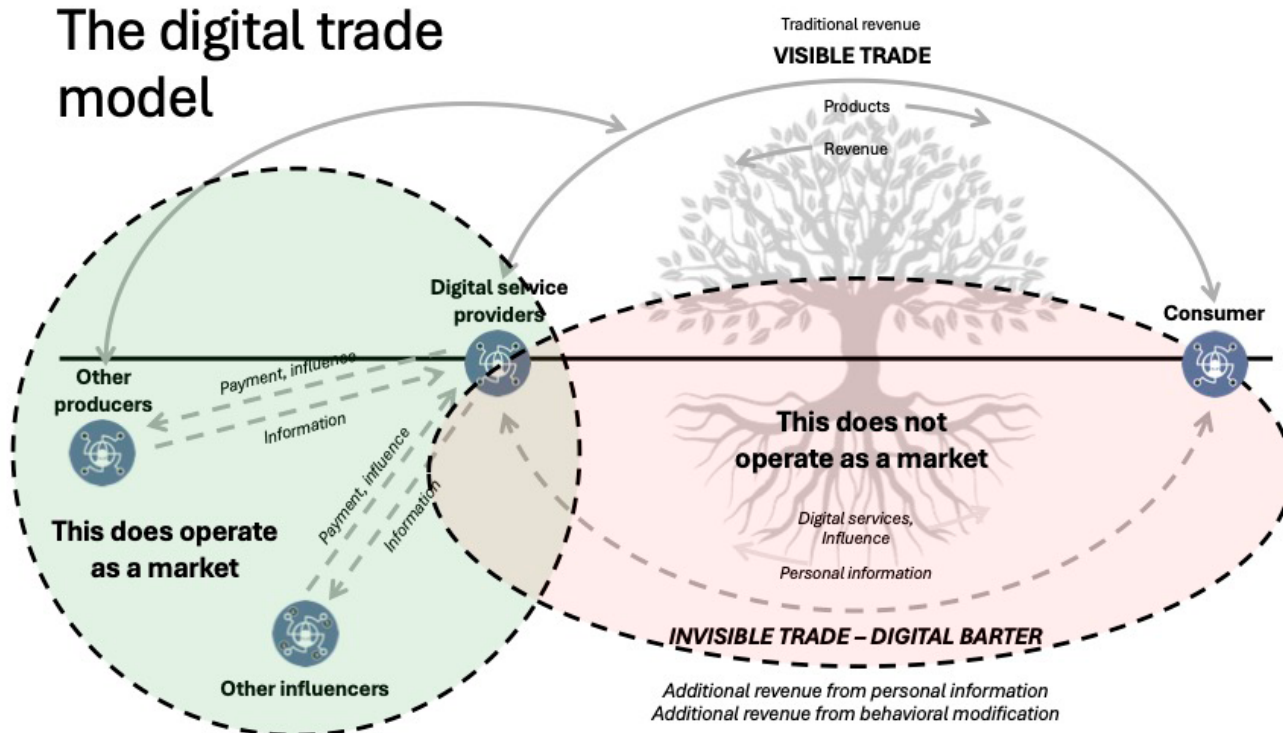 The digital trade
model
Traditional revenue
VISIBLE TRADE
Products
Revenue
Digital service
providers
Consumer
Other
producers
Payment, influence
Information
This does operate
as a market
Payment, influence
Information
Other influencers
This does not
operate as a market
Digital services,
Influence
Personal information
INVISIBLE TRADE – DIGITAL BARTER
Additional revenue from personal information
Additional revenue from behavioral modification